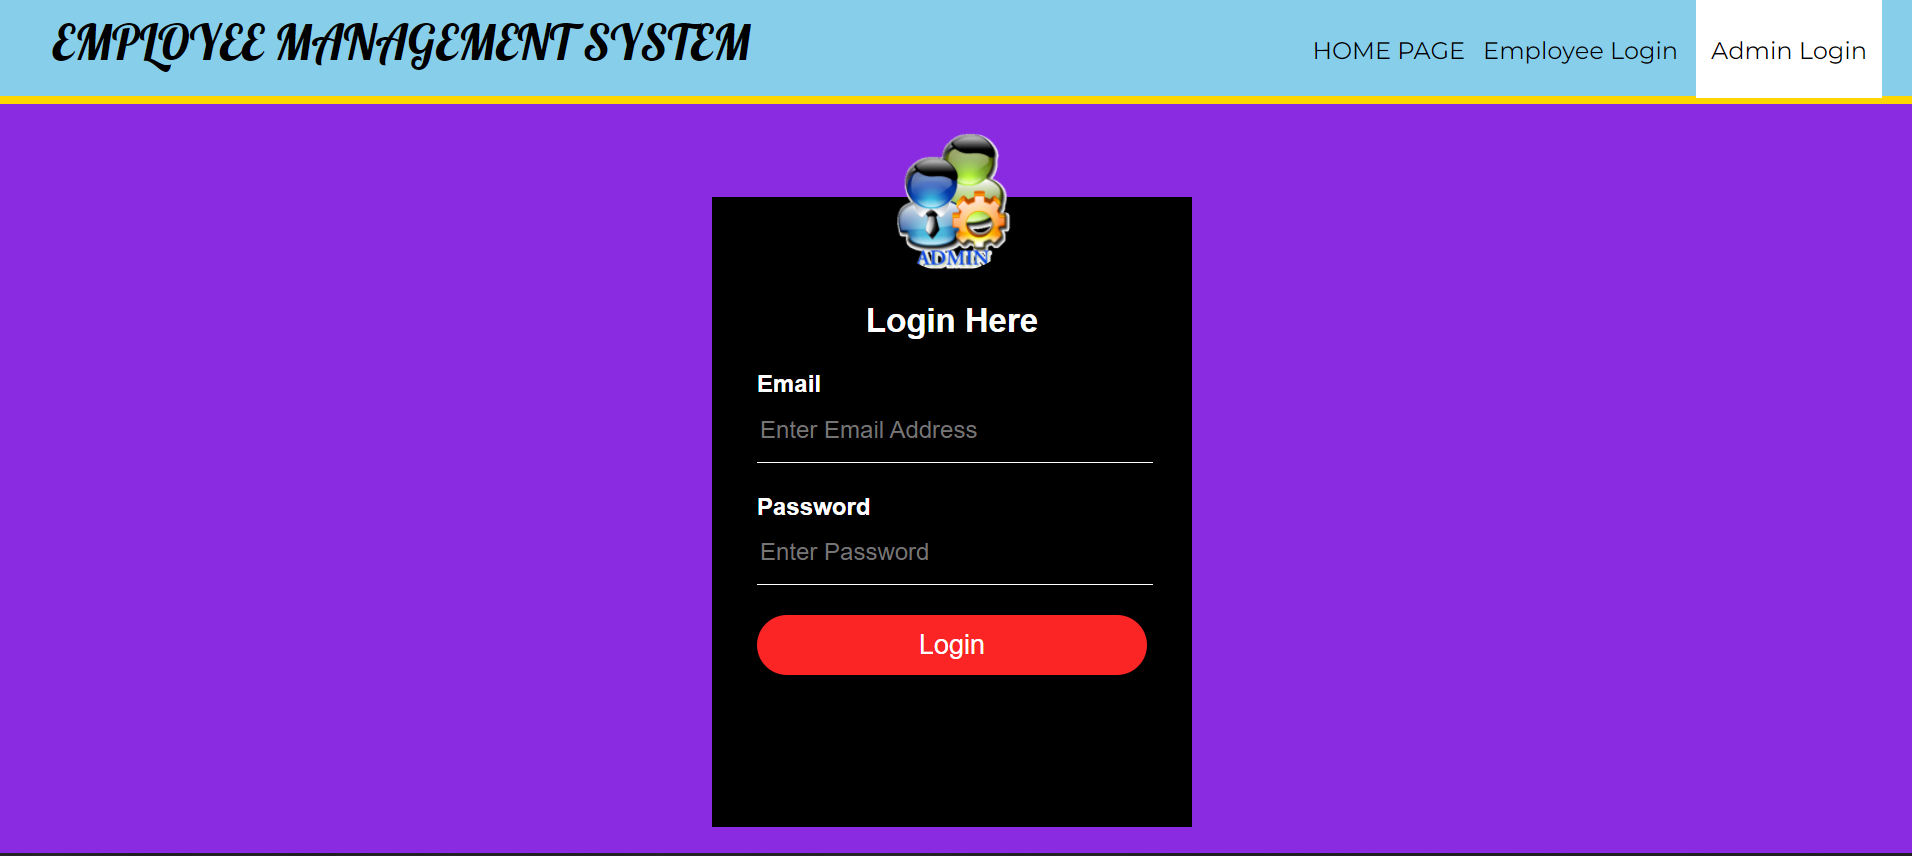 EMPLOYEE MANAGEMENT SYSTEM
HOME PAGE Employee Login Admin Login
ADMIN
Login Here
Email
Enter Email Address
Password
Enter Password
Login